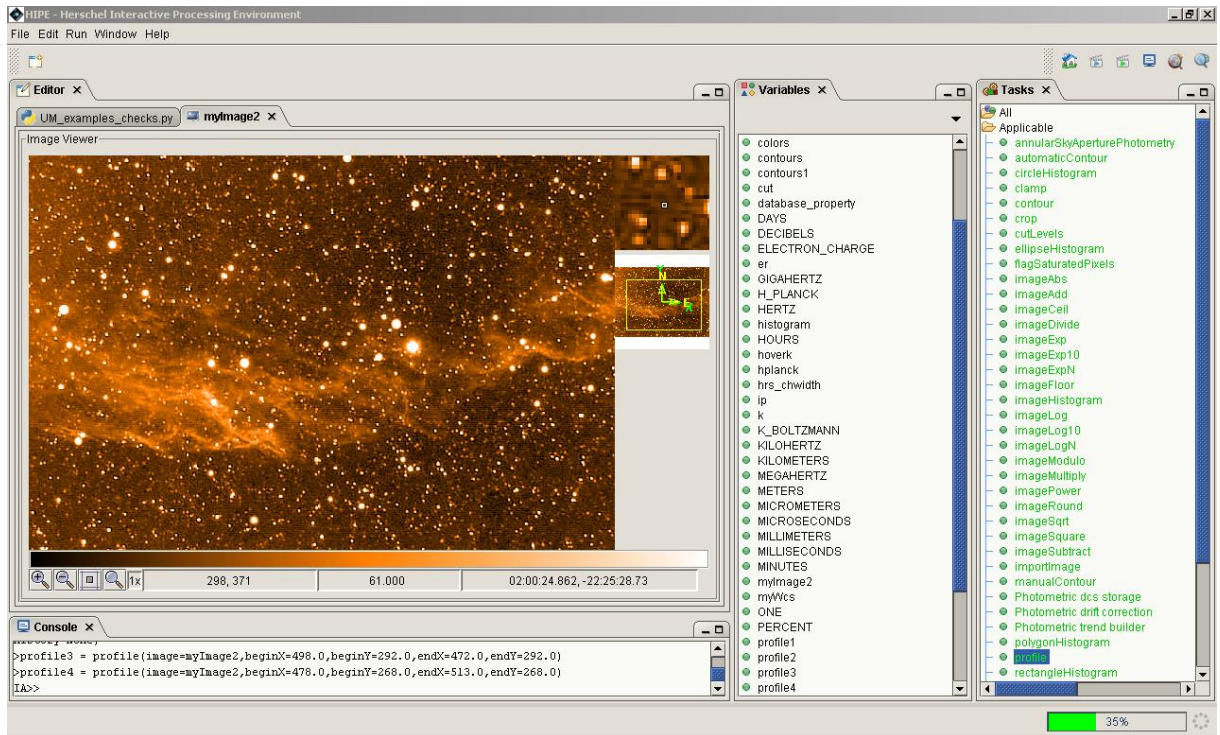 HIPE - Herschel Interactive Processing Environment
File Edit Run Window Help
Editor
UM_examples_checks.py
myImage2
Image Viewer
Y
N
E
1x
298, 371
61.000
02:00:24.862, -22:25:28.73
Console
>profile3 = profile(image=myImage2,beginX=498.0,beginY=292.0,endX=472.0,endY=292.0)
>profile4 = profile(image=myImage2,beginX=478.0,beginY=268.0,endX=513.0,endY=268.0)
IA>>
Variables
colors
contours
contours1
cut
database_property
DAYS
DECIBELS
ELECTRON_CHARGE
er
GIGAHERTZ
H_PLANCK
HERTZ
histogram
HOURS
hoverk
hplanck
hrs_chwidth
ip
k
K_BOLTZMANN
KILOHERTZ
KILOMETERS
MEGAHERTZ
METERS
MICROMETERS
MICROSECONDS
MILLIMETERS
MILLISECONDS
MINUTES
myImage2
myWcs
ONE
PERCENT
profile1
profile2
profile3
profile4
Tasks
All
Applicable
annularSkyAperturePhotometry
automaticContour
circleHistogram
clamp
contour
crop
cutLevels
ellipseHistogram
flagSaturatedPixels
imageAbs
imageAdd
imageCeil
imageDivide
imageExp
imageExp10
imageExpN
imageFloor
imageHistogram
imageLog
imageLog10
imageLogN
imageModulo
imageMultiply
imagePower
imageRound
imageSqrt
imageSquare
imageSubtract
importImage
manualContour
Photometric dcs storage
Photometric drift correction
Photometric trend builder
polygonHistogram
profile
rectangleHistogram
35%